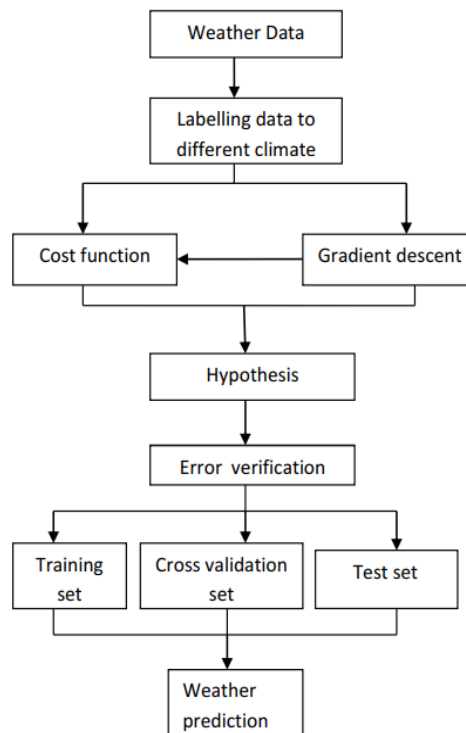 Weather Data
Labelling data to
different climate
Cost function
Gradient descent
Hypothesis
Error verification
Training
set
Cross validation
set
Test set
Weather
prediction